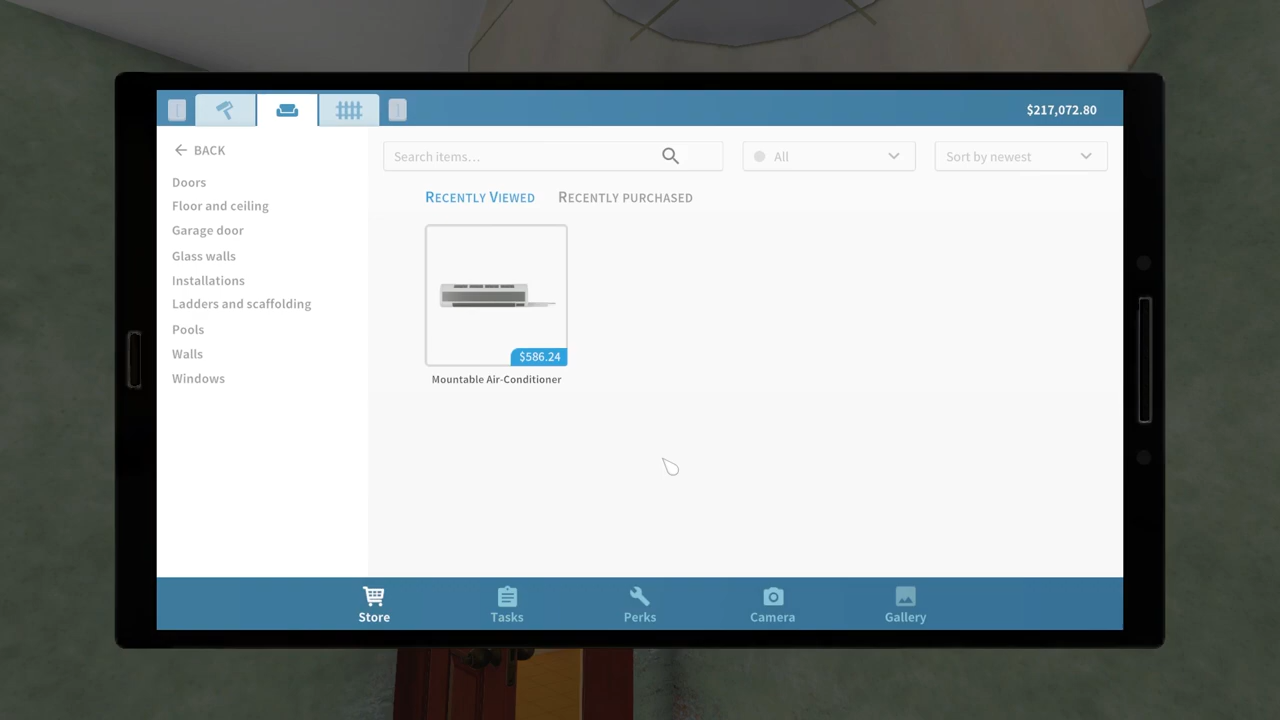 $217,072.80
BACK
Doors
Floor and ceiling
Garage door
Glass walls
Installations
Ladders and scaffolding
Pools
Walls
Windows
Search items...
All
Sort by newest
RECENTLY VIEWED
RECENTLY PURCHASED
$586.24
Mountable Air-Conditioner
Store
Tasks
Perks
Camera
Gallery